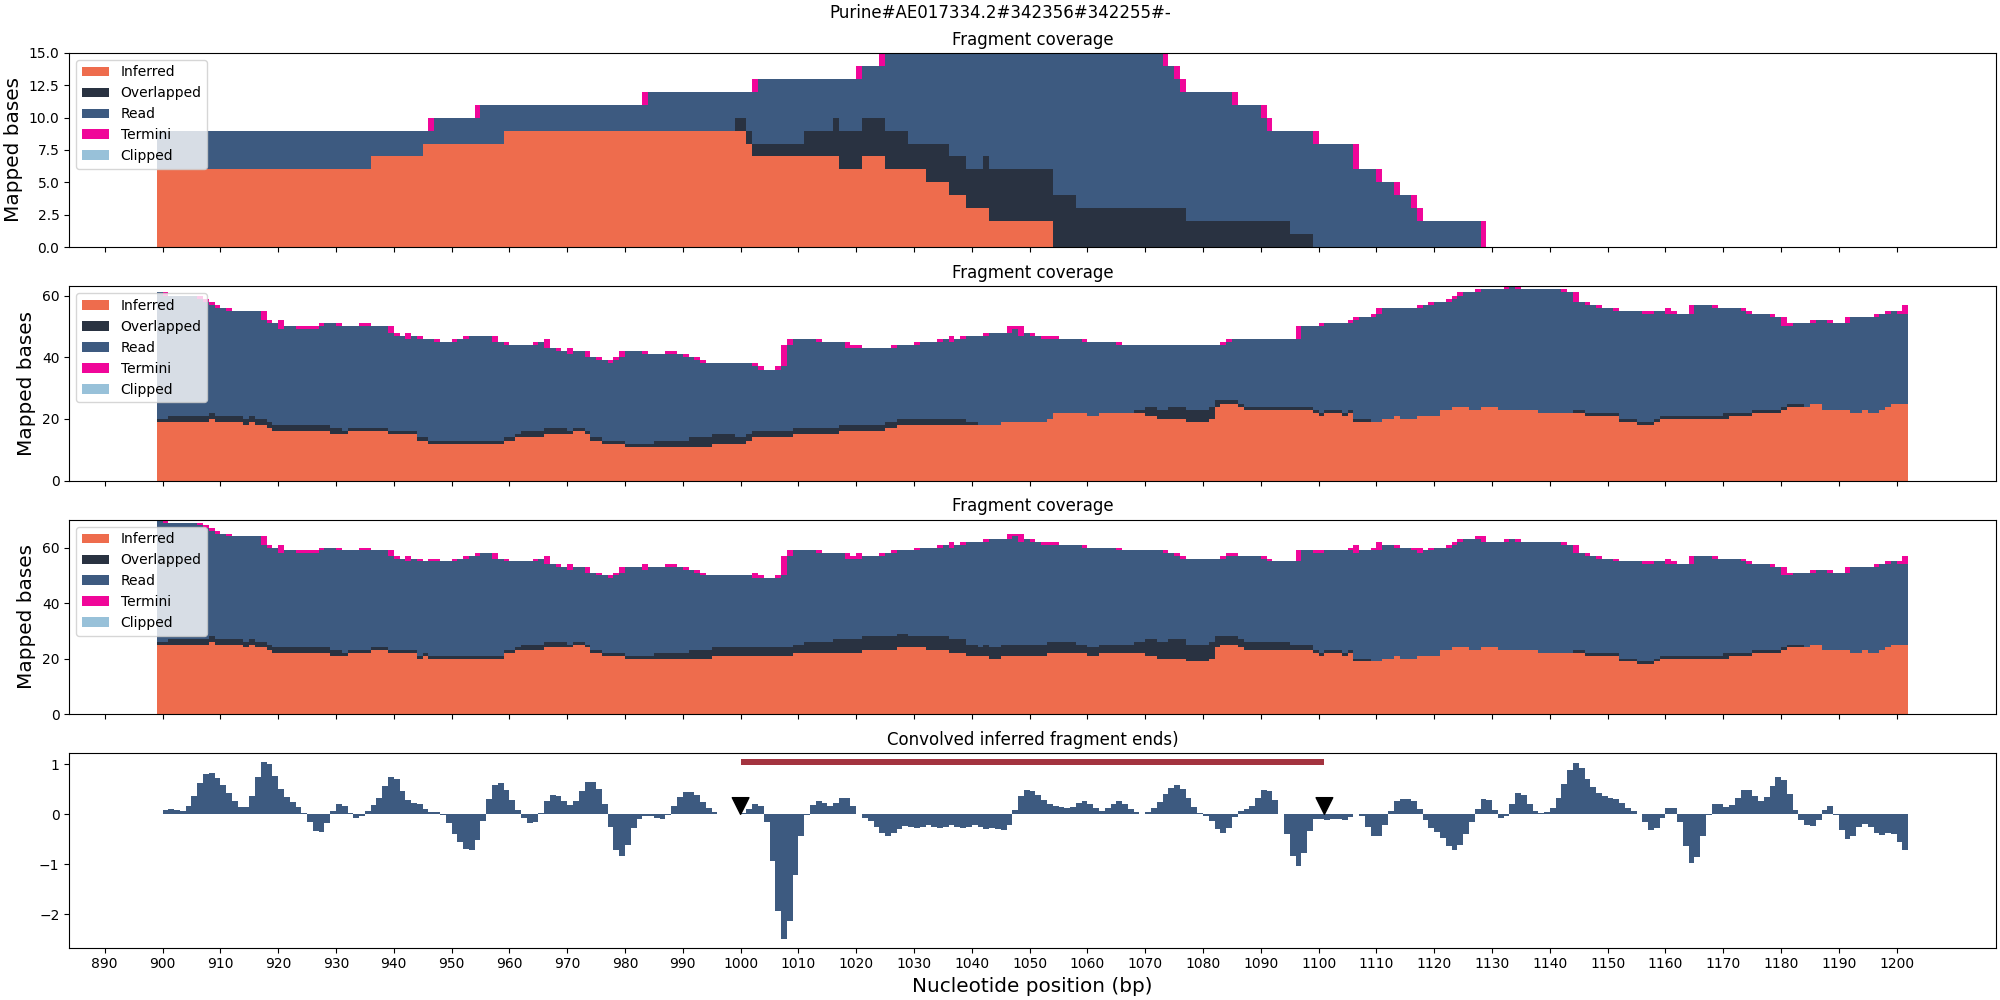 Purine#AE017334.2#342356#342255#-
Fragment coverage
Mapped bases
15.0
12.5
10.0
7.5
5.0
2.5
0.0
Inferred
Overlapped
Read
Termini
Clipped
Fragment coverage
Mapped bases
60
40
20
0
Inferred
Overlapped
Read
Termini
Clipped
Fragment coverage
Mapped bases
60
40
20
0
Inferred
Overlapped
Read
Termini
Clipped
Convolved inferred fragment ends)
1
0
−1
−2
890 900 910 920 930 940 950 960 970 980 990 1000 1010 1020 1030 1040 1050 1060 1070 1080 1090 1100 1110 1120 1130 1140 1150 1160 1170 1180 1190 1200
Nucleotide position (bp)